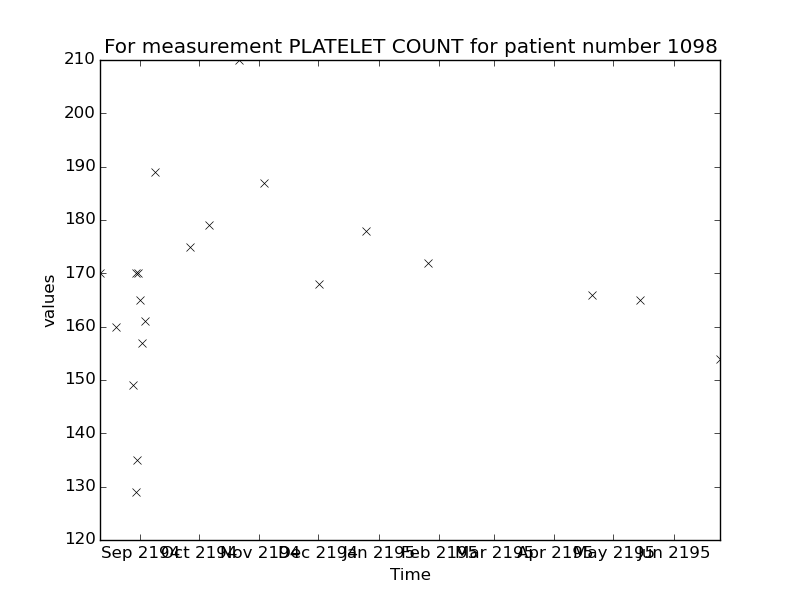 For measurement PLATELET COUNT for patient number 1098
210
200
190
180
170
160
150
140
130
120
values
Sep 2194 Oct 2194 Nov 2194 Dec 2194 Jan 2195 Feb 2195 Mar 2195 Apr 2195 May 2195 Jun 2195
Time